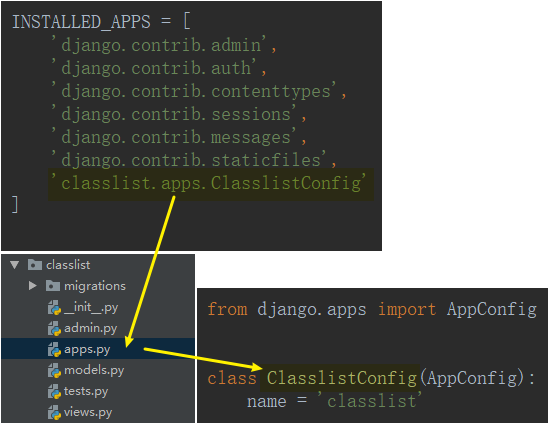 INSTALLED_APPS = [
    'django.contrib.admin',
    'django.contrib.auth',
    'django.contrib.contenttypes',
    'django.contrib.sessions',
    'django.contrib.messages',
    'django.contrib.staticfiles',
    'classlist.apps.ClasslistConfig'
]
classlist
migrations
__init__.py
admin.py
apps.py
models.py
tests.py
views.py
from django.apps import AppConfig
class ClasslistConfig(AppConfig):
    name = 'classlist'